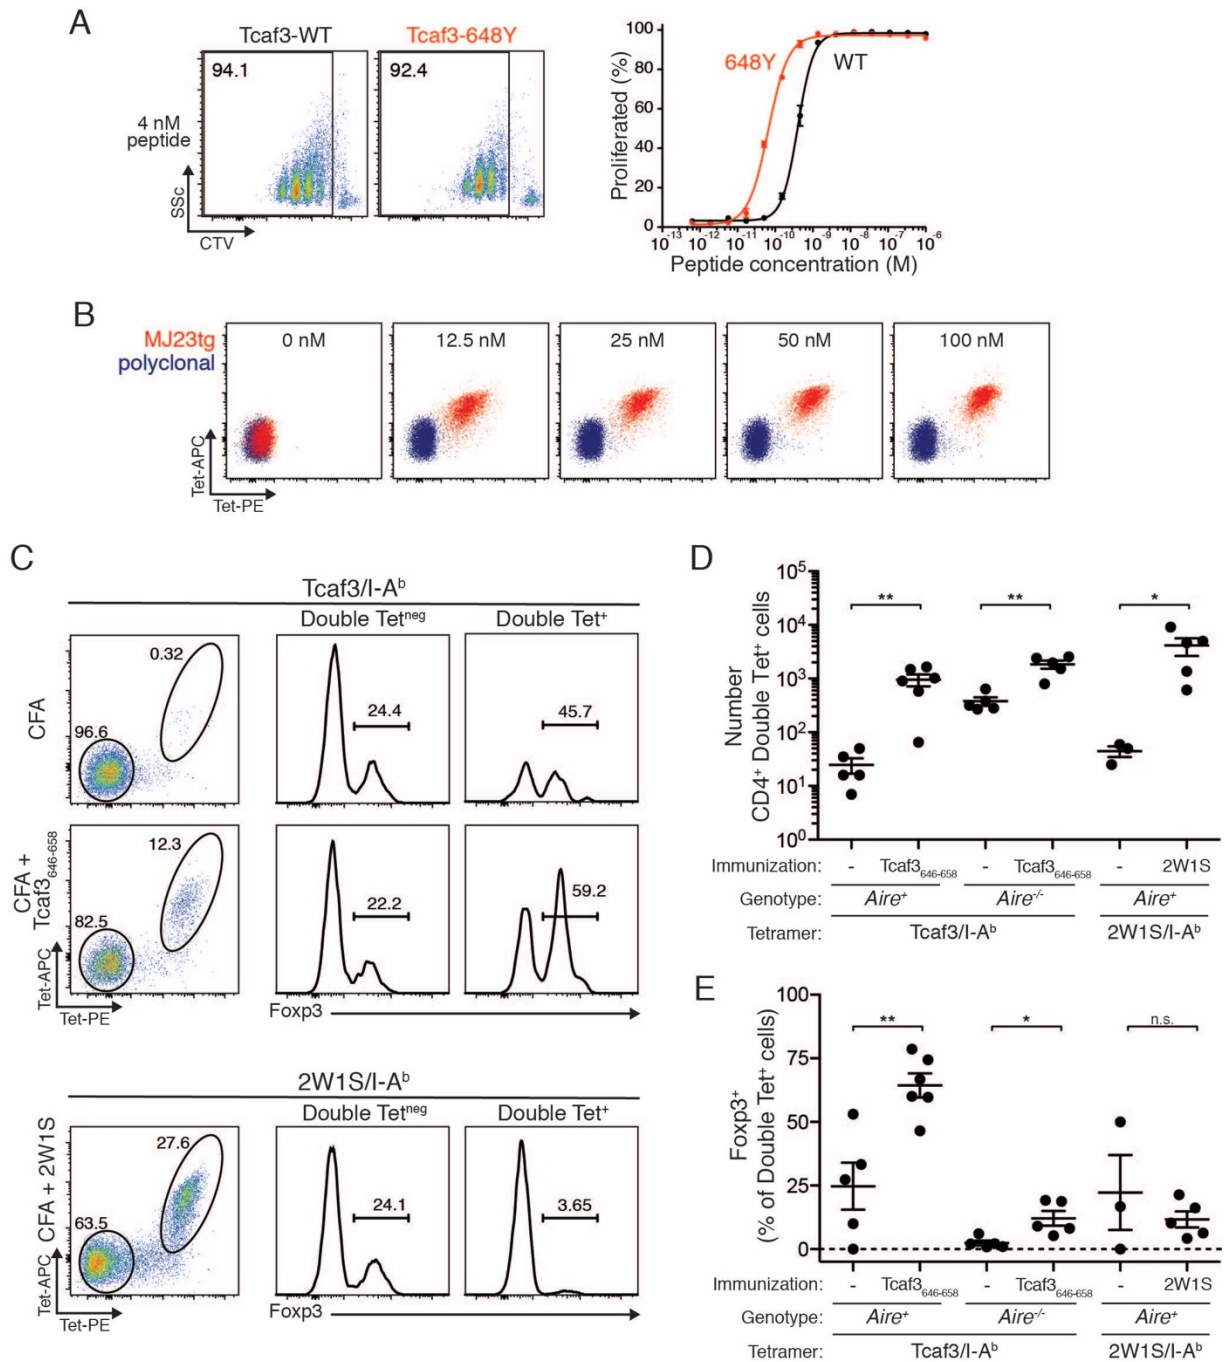 A
Tcaf3-WT
Tcaf3-648Y
94.1
92.4
4 nM
peptide
SSc
CTV
Proliferated (%)
100
80
60
40
20
0
648Y
WT
10⁻¹³ 10⁻¹² 10⁻¹¹ 10⁻¹⁰ 10⁻⁹ 10⁻⁸ 10⁻⁷ 10⁻⁶
Peptide concentration (M)
B
MJ23tg
polyclonal
0 nM
12.5 nM
25 nM
50 nM
100 nM
Tet-APC
Tet-PE
C
Tcaf3/I-Aᵇ
Double Tetⁿᵉᵍ
Double Tet⁺
CFA
0.32
96.6
24.4
45.7
CFA +
Tcaf3₆₄₆₋₆₅₈
12.3
82.5
22.2
59.2
Tet-APC
Tet-PE
Foxp3
2W1S/I-Aᵇ
Double Tetⁿᵉᵍ
Double Tet⁺
CFA + 2W1S
27.6
63.5
24.1
3.65
Tet-APC
Tet-PE
Foxp3
D
Number
CD4⁺ Double Tet⁺ cells
10⁵
10⁴
10³
10²
10¹
10⁰
** ** *
Immunization: - Tcaf3₆₄₆₋₆₅₈ - Tcaf3₆₄₆₋₆₅₈ - 2W1S
Genotype: Aire⁺ Aire⁻/⁻ Aire⁺
Tetramer: Tcaf3/I-Aᵇ 2W1S/I-Aᵇ
E
Foxp3⁺
(% of Double Tet⁺ cells)
100
75
50
25
0
** * n.s.
Immunization: - Tcaf3₆₄₆₋₆₅₈ - Tcaf3₆₄₆₋₆₅₈ - 2W1S
Genotype: Aire⁺ Aire⁻/⁻ Aire⁺
Tetramer: Tcaf3/I-Aᵇ 2W1S/I-Aᵇ